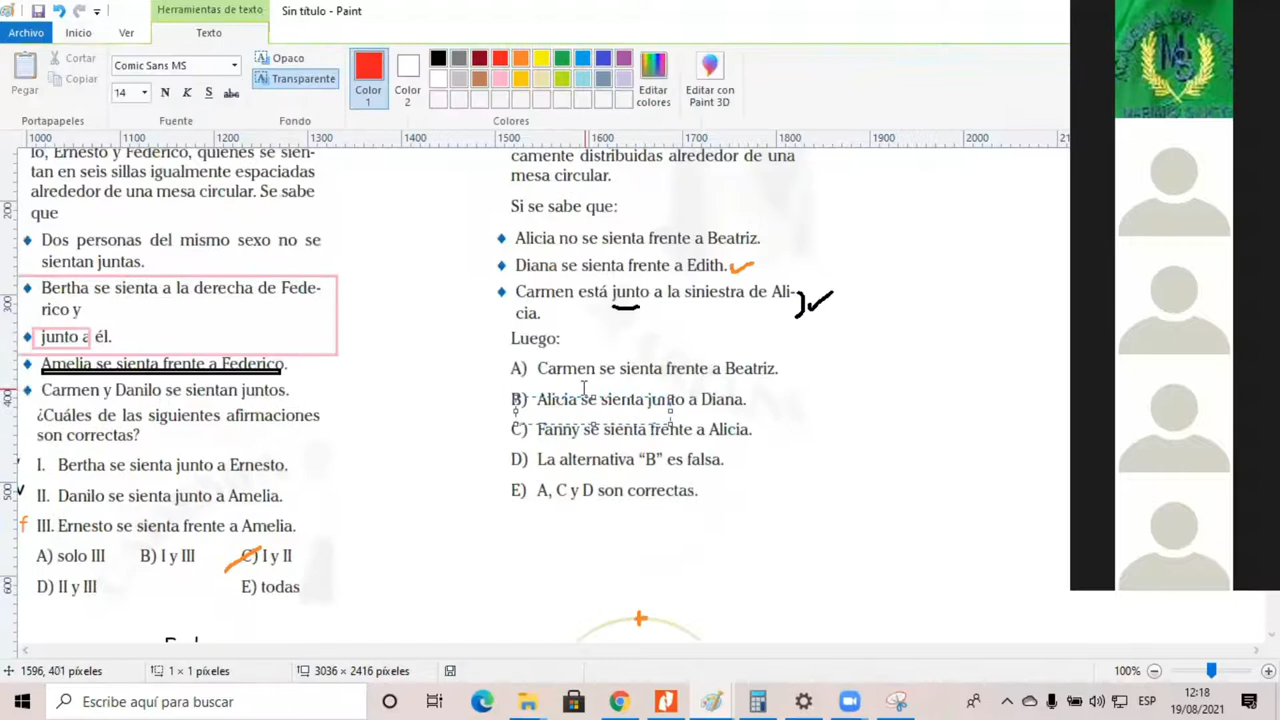 Herramientas de texto
Sin título - Paint
Archivo
Inicio
Ver
Texto
Pegar
Cortar
Copiar
Portapapeles
Comic Sans MS
14
N K S abc
Fuente
Opaco
Transparente
Fondo
Color 1
Color 2
Editar colores
Editar con Paint 3D
Colores
1000 1100 1200 1300 1400 1500 1600 1700 1800 1900 2000
200
300
400
500
600
lo, Ernesto y Federico, quienes se sien-
tan en seis sillas igualmente espaciadas
alrededor de una mesa circular. Se sabe
que
Dos personas del mismo sexo no se
sientan juntas.
Bertha se sienta a la derecha de Fede-
rico y
junto a él.
Amelia se sienta frente a Federico.
Carmen y Danilo se sientan juntos.
¿Cuáles de las siguientes afirmaciones
son correctas?
I. Bertha se sienta junto a Ernesto.
II. Danilo se sienta junto a Amelia.
f III. Ernesto se sienta frente a Amelia.
A) solo III B) I y III C) I y II
D) II y III E) todas
camente distribuidas alrededor de una
mesa circular.
Si se sabe que:
Alicia no se sienta frente a Beatriz.
Diana se sienta frente a Edith.
Carmen está junto a la siniestra de Ali-
cia.
Luego:
A) Carmen se sienta frente a Beatriz.
B) Alicia se sienta junto a Diana.
C) Fanny se sienta frente a Alicia.
D) La alternativa “B” es falsa.
E) A, C y D son correctas.
1596, 401 píxeles
1 × 1 píxeles
3036 × 2416 píxeles
100%
Escribe aquí para buscar
ESP
12:18
19/08/2021